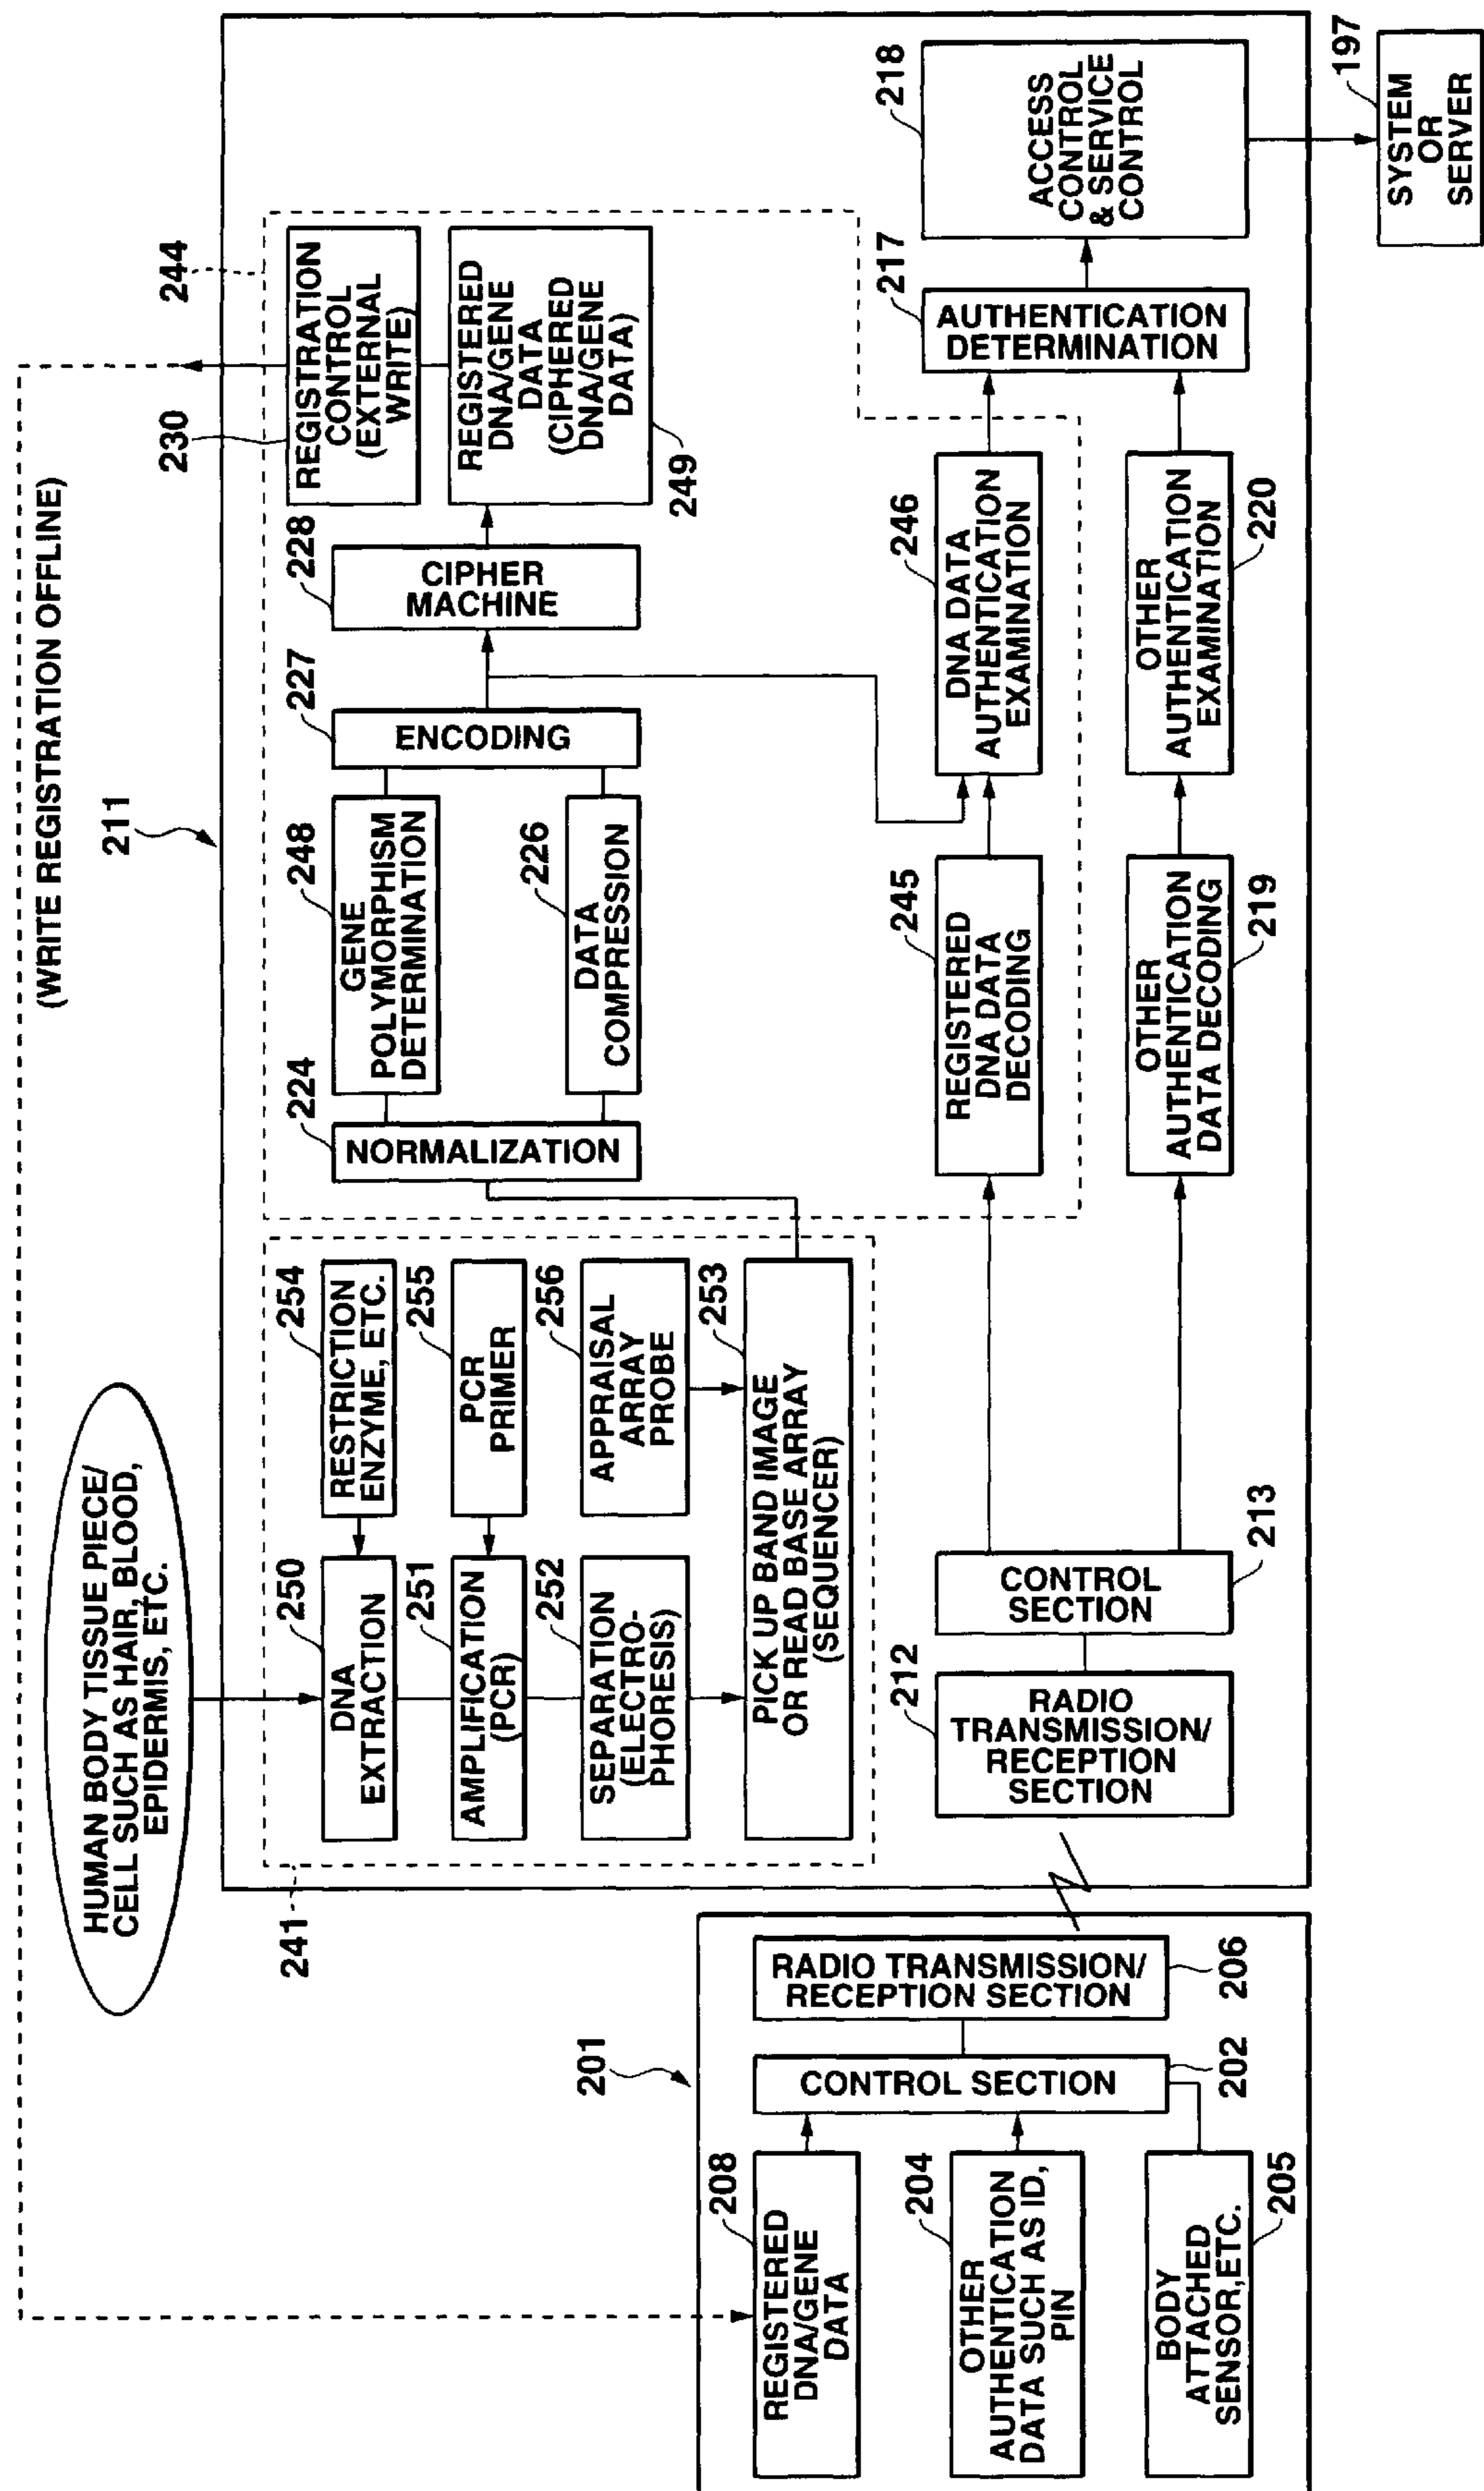 (WRITE REGISTRATION OFFLINE)
HUMAN BODY TISSUE PIECE/
CELL SUCH AS HAIR, BLOOD,
EPIDERMIS, ETC.
211
244
241
250
DNA
EXTRACTION
254
RESTRICTION
ENZYME, ETC.
251
AMPLIFICATION
(PCR)
255
PCR
PRIMER
252
SEPARATION
(ELECTRO-
PHORESIS)
256
APPRAISAL
ARRAY
PROBE
253
PICK UP BAND IMAGE
OR READ BASE ARRAY
(SEQUENCER)
224
NORMALIZATION
248
GENE
POLYMORPHISM
DETERMINATION
226
DATA
COMPRESSION
227
ENCODING
228
CIPHER
MACHINE
230
REGISTRATION
CONTROL
(EXTERNAL
WRITE)
REGISTERED
DNA/GENE
DATA
(CIPHERED
DNA/GENE
DATA)
249
201
208
REGISTERED
DNA/GENE
DATA
204
OTHER
AUTHENTICATION
DATA SUCH AS ID,
PIN
BODY
ATTACHED
SENSOR,ETC.
205
CONTROL SECTION
202
RADIO TRANSMISSION/
RECEPTION SECTION
206
212
RADIO
TRANSMISSION/
RECEPTION
SECTION
CONTROL
SECTION
213
245
REGISTERED
DNA DATA
DECODING
246
DNA DATA
AUTHENTICATION
EXAMINATION
OTHER
AUTHENTICATION
DATA DECODING
219
OTHER
AUTHENTICATION
EXAMINATION
220
217
AUTHENTICATION
DETERMINATION
218
ACCESS
CONTROL
& SERVICE
CONTROL
197
SYSTEM
OR
SERVER